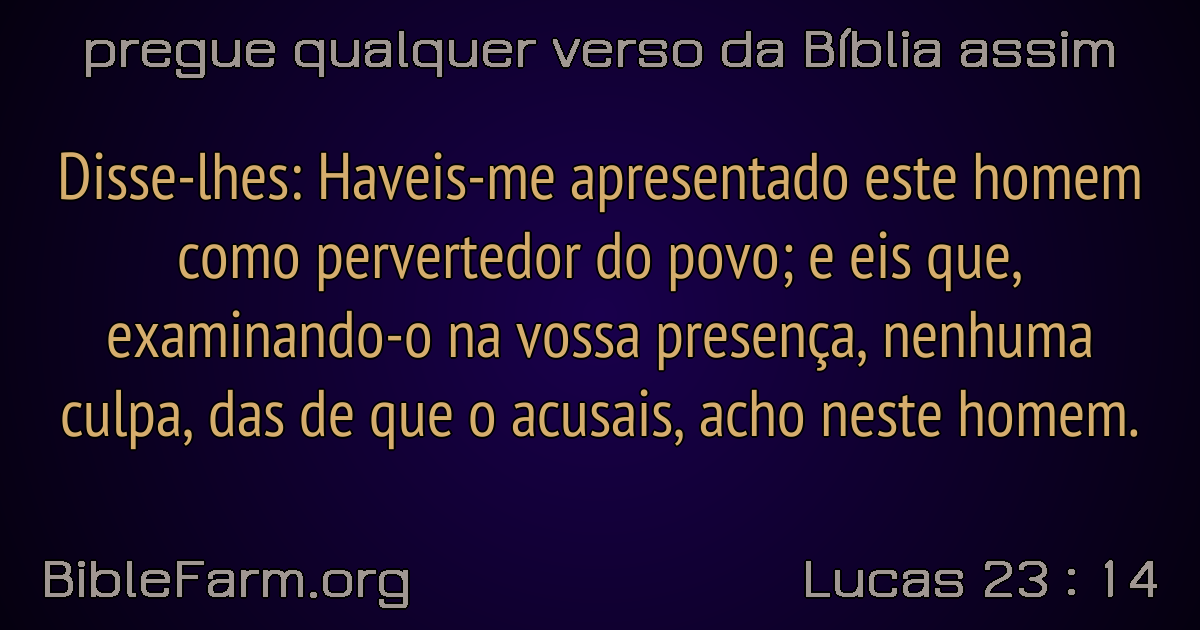 pregue qualquer verso da Bíblia assim
Disse-lhes: Haveis-me apresentado este homem
como pervertedor do povo; e eis que,
examinando-o na vossa presença, nenhuma
culpa, das de que o acusais, acho neste homem.
BibleFarm.org
Lucas 23 : 14